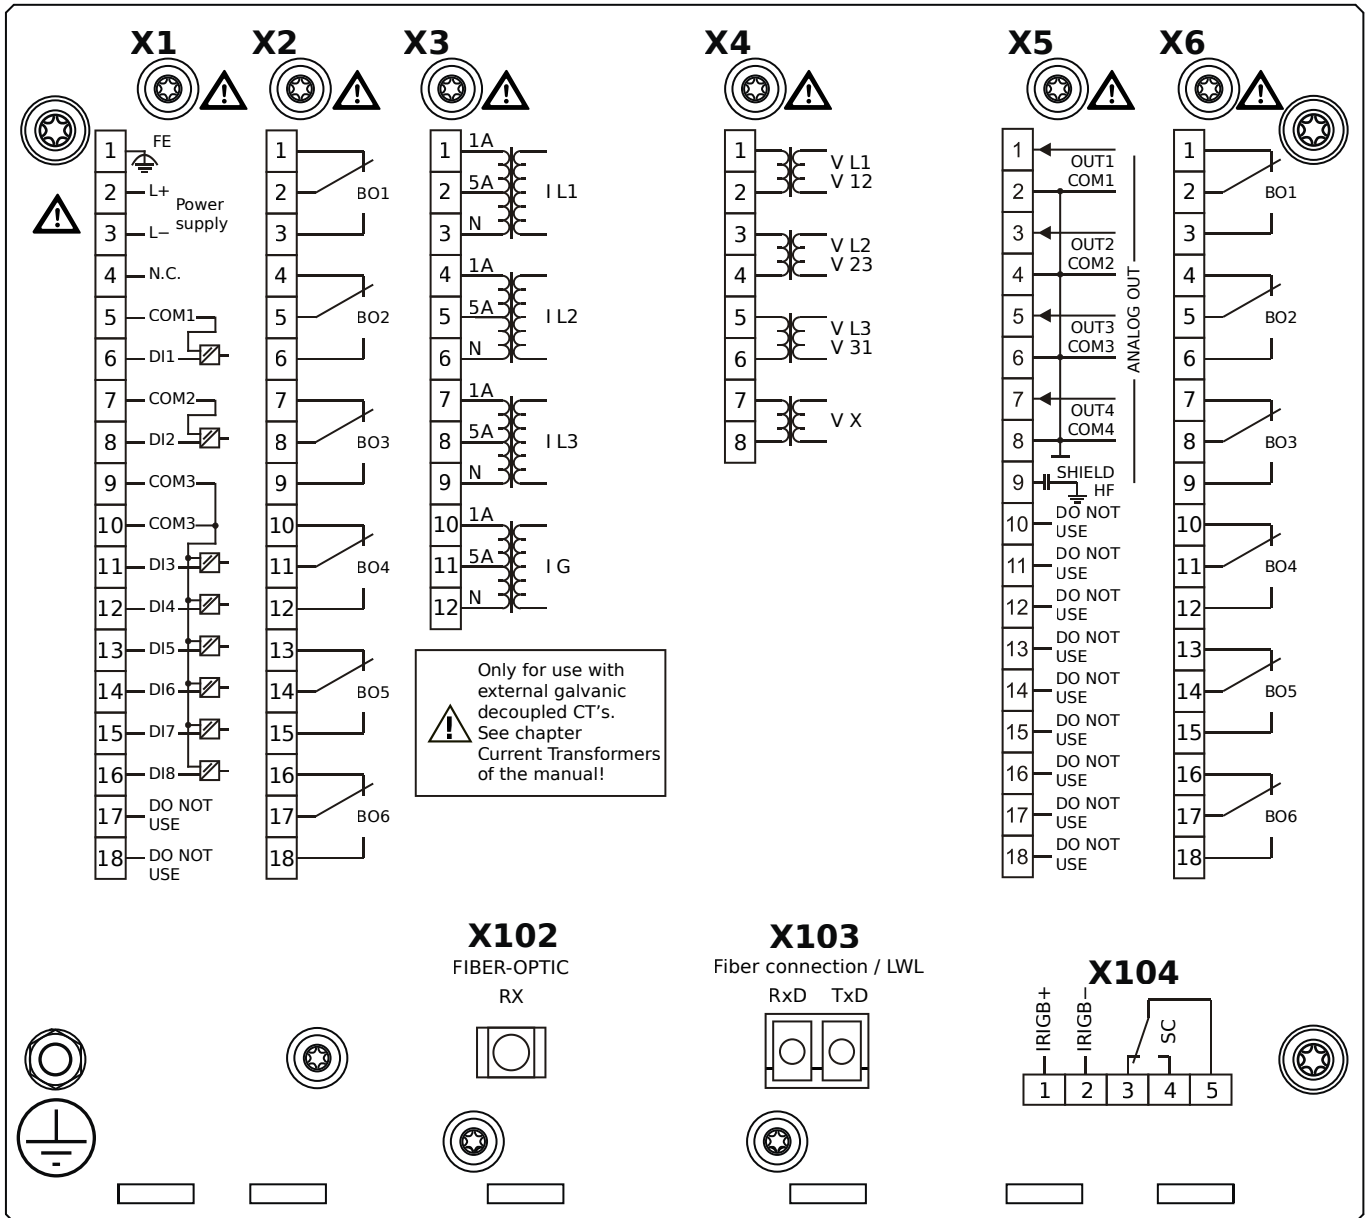 X1
X2
X3
X4
X5
X6
1 FE
2 L+
Power
supply
3 L−
4 N.C.
5 COM1
6 DI1
7 COM2
8 DI2
9 COM3
10 COM3
11 DI3
12 DI4
13 DI5
14 DI6
15 DI7
16 DI8
17 DO NOT
USE
18 DO NOT
USE
1
2 BO1
3
4
5 BO2
6
7
8 BO3
9
10
11 BO4
12
13
14 BO5
15
16
17 BO6
18
1 1A
2 5A I L1
3 N
4 1A
5 5A I L2
6 N
7 1A
8 5A I L3
9 N
10 1A
11 5A I G
12 N
Only for use with
external galvanic
decoupled CT's.
See chapter
Current Transformers
of the manual!
1 V L1
2 V 12
3 V L2
4 V 23
5 V L3
6 V 31
7 V X
8
1 OUT1
2 COM1
3 OUT2
4 COM2
5 OUT3
6 COM3
7 OUT4
8 COM4
ANALOG OUT
9 SHIELD
HF
10 DO NOT
USE
11 DO NOT
USE
12 DO NOT
USE
13 DO NOT
USE
14 DO NOT
USE
15 DO NOT
USE
16 DO NOT
USE
17 DO NOT
USE
18 DO NOT
USE
1
2 BO1
3
4
5 BO2
6
7
8 BO3
9
10
11 BO4
12
13
14 BO5
15
16
17 BO6
18
X102
FIBER-OPTIC
RX
X103
Fiber connection / LWL
RxD TxD
X104
IRIGB+
IRIGB−
SC
1 2 3 4 5